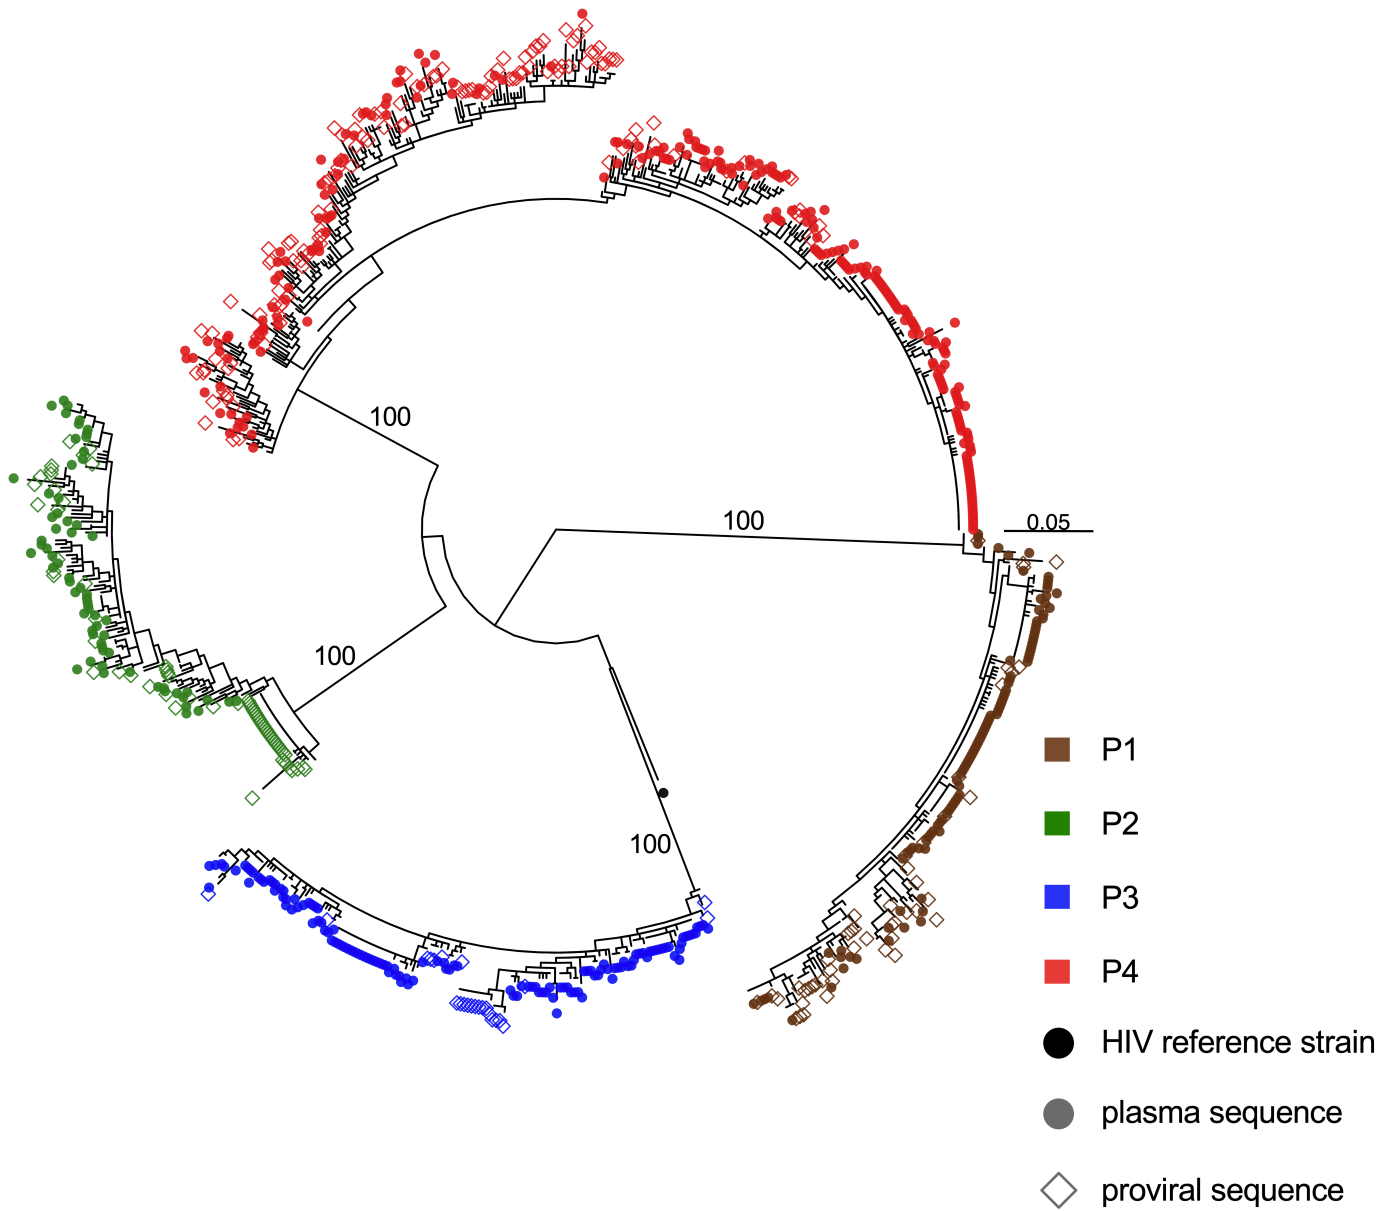 100
100
0.05
100
100
P1
P2
P3
P4
HIV reference strain
plasma sequence
proviral sequence